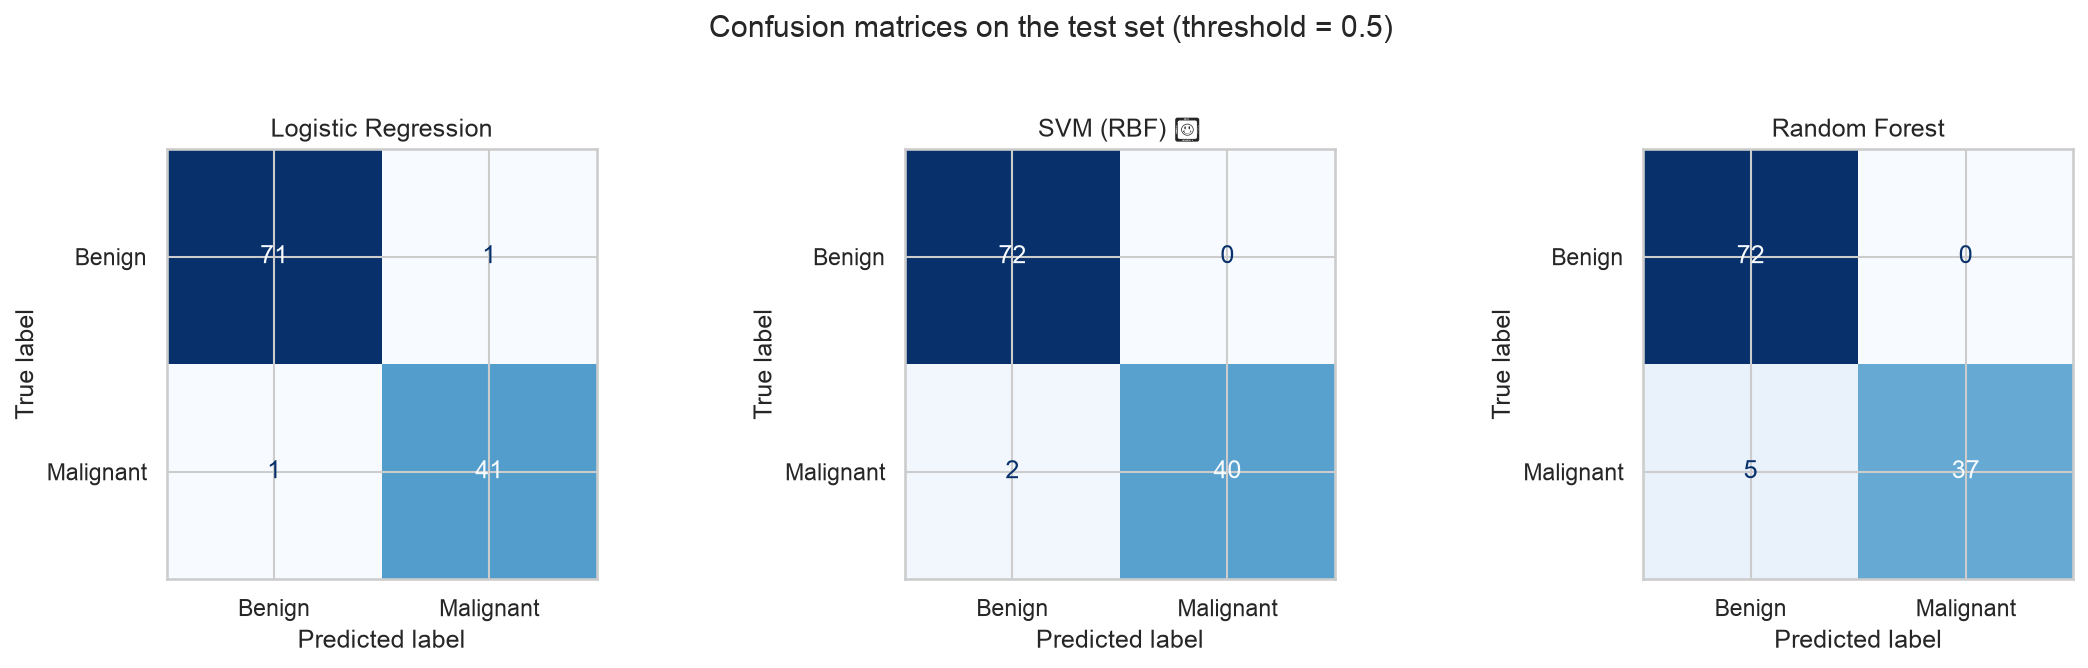 Confusion matrices on the test set (threshold = 0.5)
Logistic Regression
True label
Benign
71
1
Malignant
1
41
Benign
Malignant
Predicted label
SVM (RBF)
True label
Benign
72
0
Malignant
2
40
Benign
Malignant
Predicted label
Random Forest
True label
Benign
72
0
Malignant
5
37
Benign
Malignant
Predicted label